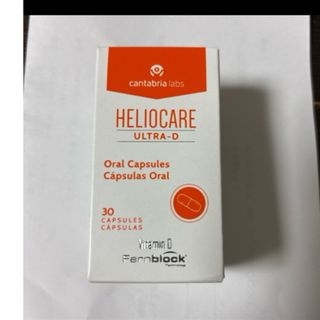 cantabria labs
HELIOCARE
ULTRA-D
Oral Capsules
Cápsulas Oral
30
CAPSULES
CÁPSULAS
Vitamin D
Fernblock